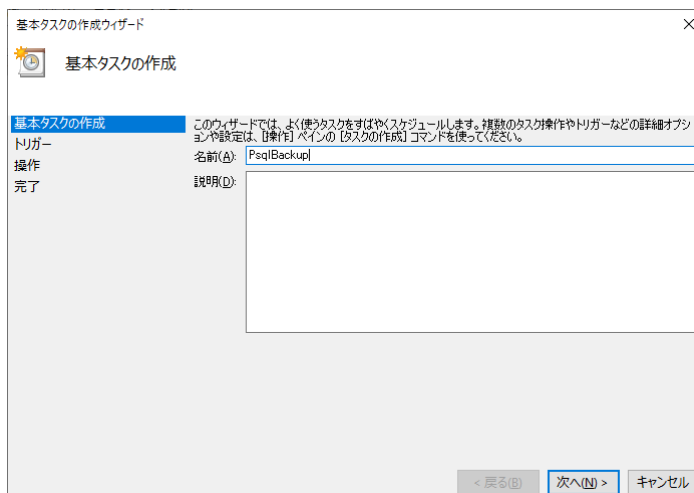 基本タスクの作成ウィザード
基本タスクの作成
基本タスクの作成
トリガー
操作
完了
このウィザードでは、よく使うタスクをすばやくスケジュールします。複数のタスク操作やトリガーなどの詳細オプシ
ョンや設定は、[操作] ペインの [タスクの作成] コマンドを使ってください。
名前(A): PsqlBackup
説明(D):
< 戻る(B) 次へ(N) > キャンセル